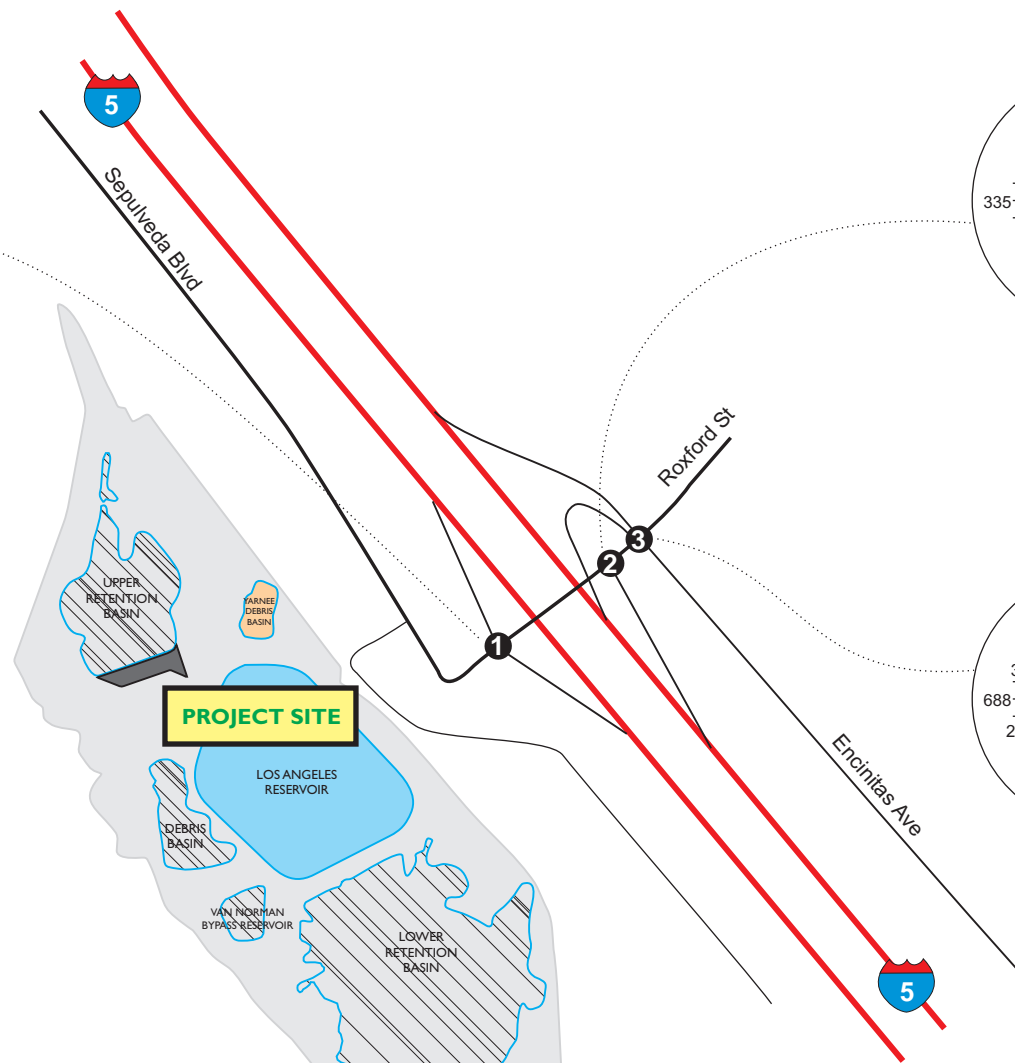 5
Sepulveda Blvd
335
Roxford St
3
2
1
UPPER
RETENTION
BASIN
YARNEE
DEBRIS
BASIN
PROJECT SITE
3
688
2
LOS ANGELES
RESERVOIR
Encinitas Ave
DEBRIS
BASIN
VAN NORMAN
BYPASS RESERVOIR
LOWER
RETENTION
BASIN
5